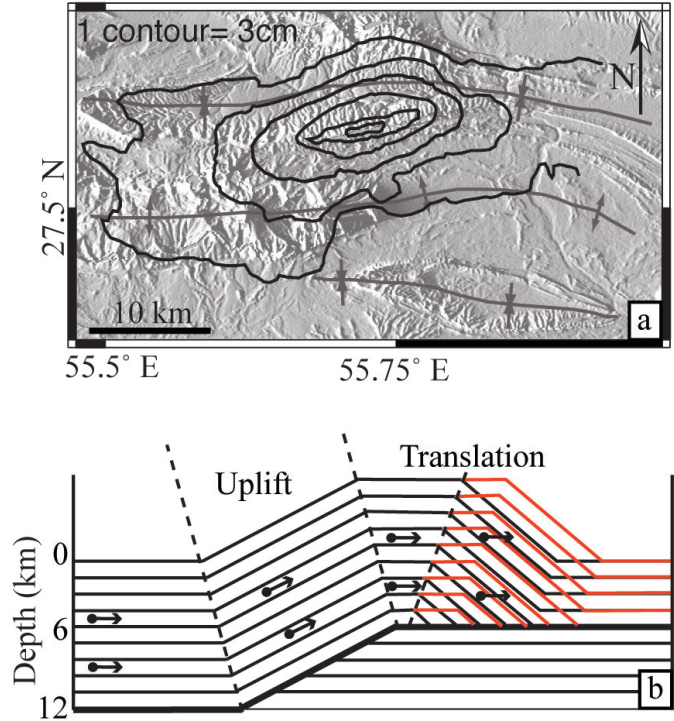 1 contour= 3cm
N
27.5° N
10 km
a
55.5° E
55.75° E
Uplift
Translation
Depth (km)
0
6
12
b